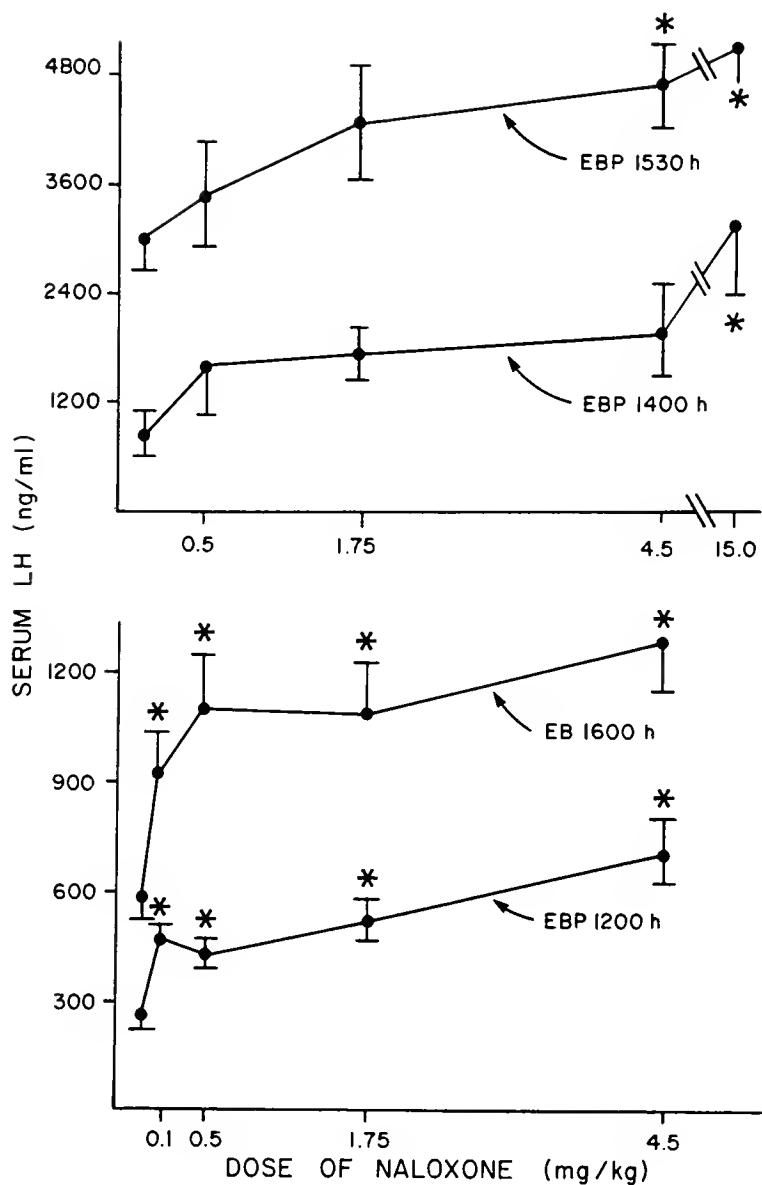 SERUM LH (ng/ml)
4800
3600
2400
1200
*
*
EBP 1530 h
*
EBP 1400 h
0.5 1.75 4.5 15.0
1200
900
600
300
* * *
*
EB 1600 h
*
*
* *
EBP 1200 h
0.1 0.5 1.75 4.5
DOSE OF NALOXONE (mg/kg)